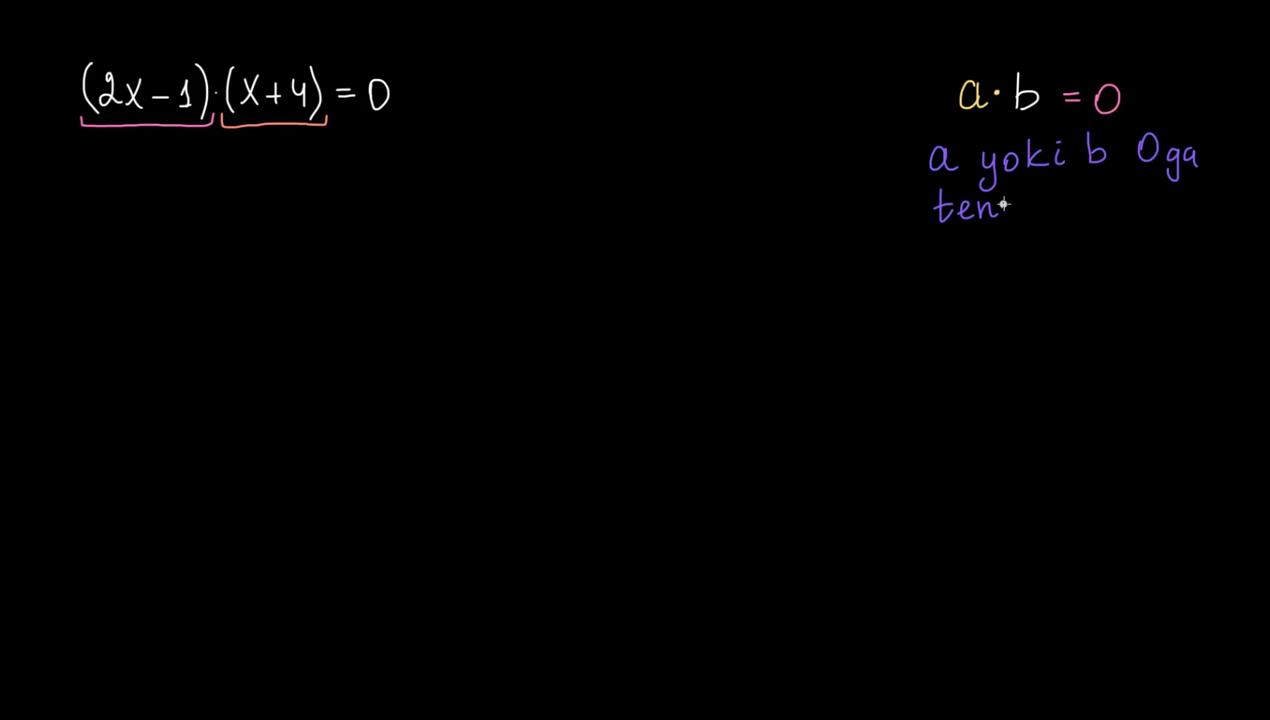 (2x-1)·(x+4)=0
a·b=0
a yoki b 0ga
ten